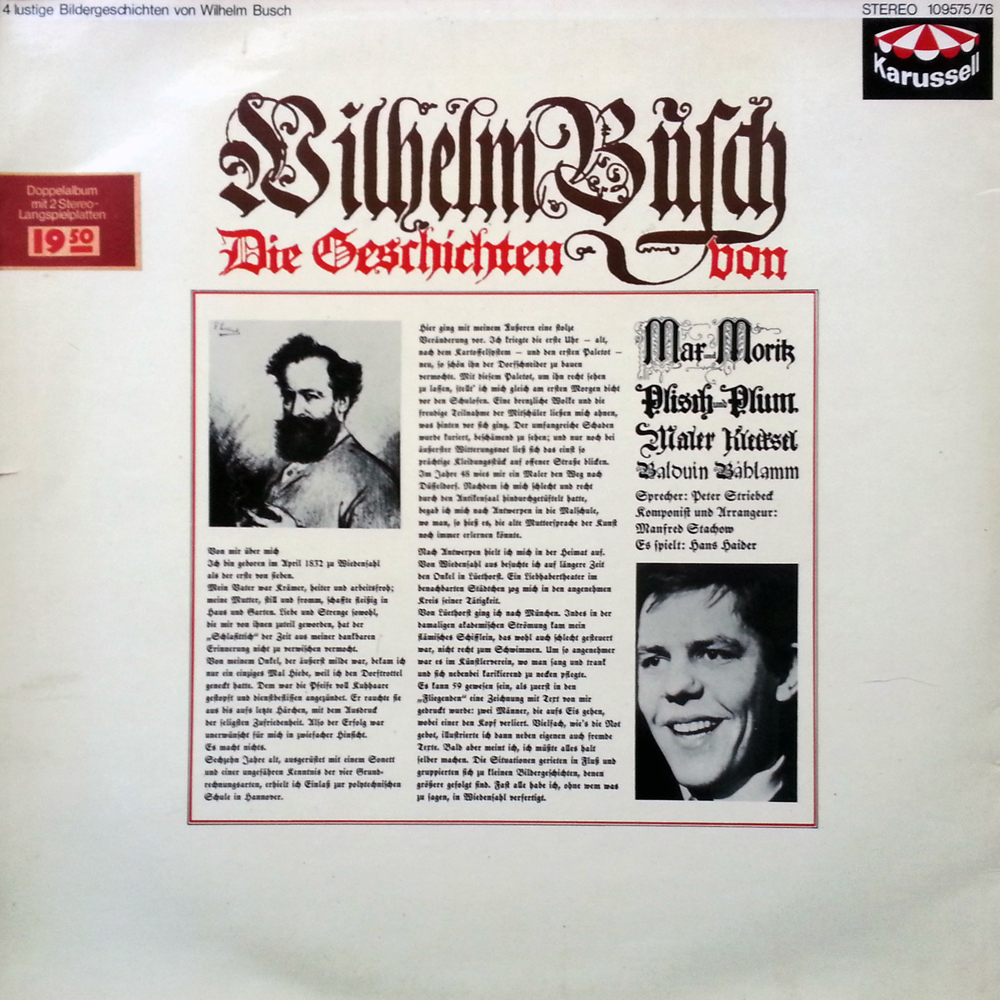 4 lustige Bildergeschichten von Wilhelm Busch
STEREO 109575/76
Karussell
Wilhelm Busch
Die Geschichten von
Doppelalbum
mit 2 Stereo-
Langspielplatten
19 50
Von mir über mich
Ich bin geboren im April 1832 zu Wiedensahl
als der erste von sieben.
Mein Vater war Krämer, heiter und arbeitsfroh;
meine Mutter, still und fromm, schaffte fleißig in
Haus und Garten. Liebe und Strenge sowohl,
die mir von ihnen zuteil geworden, hat der
„Schlafittich“ der Zeit aus meiner dankbaren
Erinnerung nicht zu verwischen vermocht.
Von meinem Onkel, der äußerst milde war, bekam ich
nur ein einziges Mal Hiebe, weil ich den Dorftrottel
geneckt hatte. Dem war die Pfeife voll Kuhhaare
gestopft und dienstbeflissen angezündet. Er rauchte sie
aus bis aufs letzte Härchen, mit dem Ausdruck
der seligsten Zufriedenheit. Also der Erfolg war
unerwünscht für mich in zwiefacher Hinsicht.
Es macht nichts.
Sechzehn Jahre alt, ausgerüstet mit einem Sonett
und einer ungefähren Kenntnis der vier Grund-
rechnungsarten, erhielt ich Einlaß zur polytechnischen
Schule in Hannover.
Hier ging mit meinem Äußeren eine stolze
Veränderung vor. Ich kriegte die erste Uhr – alt,
nach dem Kartoffelsystem – und den ersten Paletot –
neu, so schön ihn der Dorfschneider zu bauen
vermochte. Mit diesem Paletot, um ihn recht sehen
zu lassen, stellt' ich mich gleich am ersten Morgen dicht
vor den Schulofen. Eine brenzliche Wolke und die
freudige Teilnahme der Mitschüler ließen mich ahnen,
was hinten vor sich ging. Der umfangreiche Schaden
wurde kuriert, beschämend zu sehen; und nur noch bei
äußerster Witterungsnot ließ sich das einst so
prächtige Kleidungsstück auf offener Straße blicken.
Im Jahre 48 wies mir ein Maler den Weg nach
Düsseldorf. Nachdem ich mich schlecht und recht
durch den Antikensaal hindurchgetüftelt hatte,
begab ich mich nach Antwerpen in die Malschule,
wo man, so hieß es, die alte Muttersprache der Kunst
noch immer erlernen könnte.
Nach Antwerpen hielt ich mich in der Heimat auf.
Von Wiedensahl aus besuchte ich auf längere Zeit
den Onkel in Lüethorst. Ein Liebhabertheater im
benachbarten Städtchen zog mich in den angenehmen
Kreis seiner Tätigkeit.
Von Lüethorst ging ich nach München. Indes in der
damaligen akademischen Strömung kam mein
flämisches Schifflein, das wohl auch schlecht gesteuert
war, nicht recht zum Schwimmen. Um so angenehmer
war es im Künstlerverein, wo man sang und trank
und sich nebenbei karikierend zu necken pflegte.
Es kann 59 gewesen sein, als zuerst in den
„Fliegenden“ eine Zeichnung mit Text von mir
gedruckt wurde: zwei Männer, die aufs Eis gehen,
wobei einer den Kopf verliert. Vielfach, wie's die Not
gebot, illustrierte ich dann neben eigenen auch fremde
Texte. Bald aber meint ich, ich müßte alles halt
selber machen. Die Situationen gerieten in Fluß und
gruppierten sich zu kleinen Bildergeschichten, denen
größere gefolgt sind. Fast alle habe ich, ohne wem was
zu sagen, in Wiedensahl verfertigt.
Max und Moritz
Plisch und Plum
Maler Klecksel
Balduin Bählamm
Sprecher: Peter Striebeck
Komponist und Arrangeur:
Manfred Stachow
Es spielt: Hans Haider